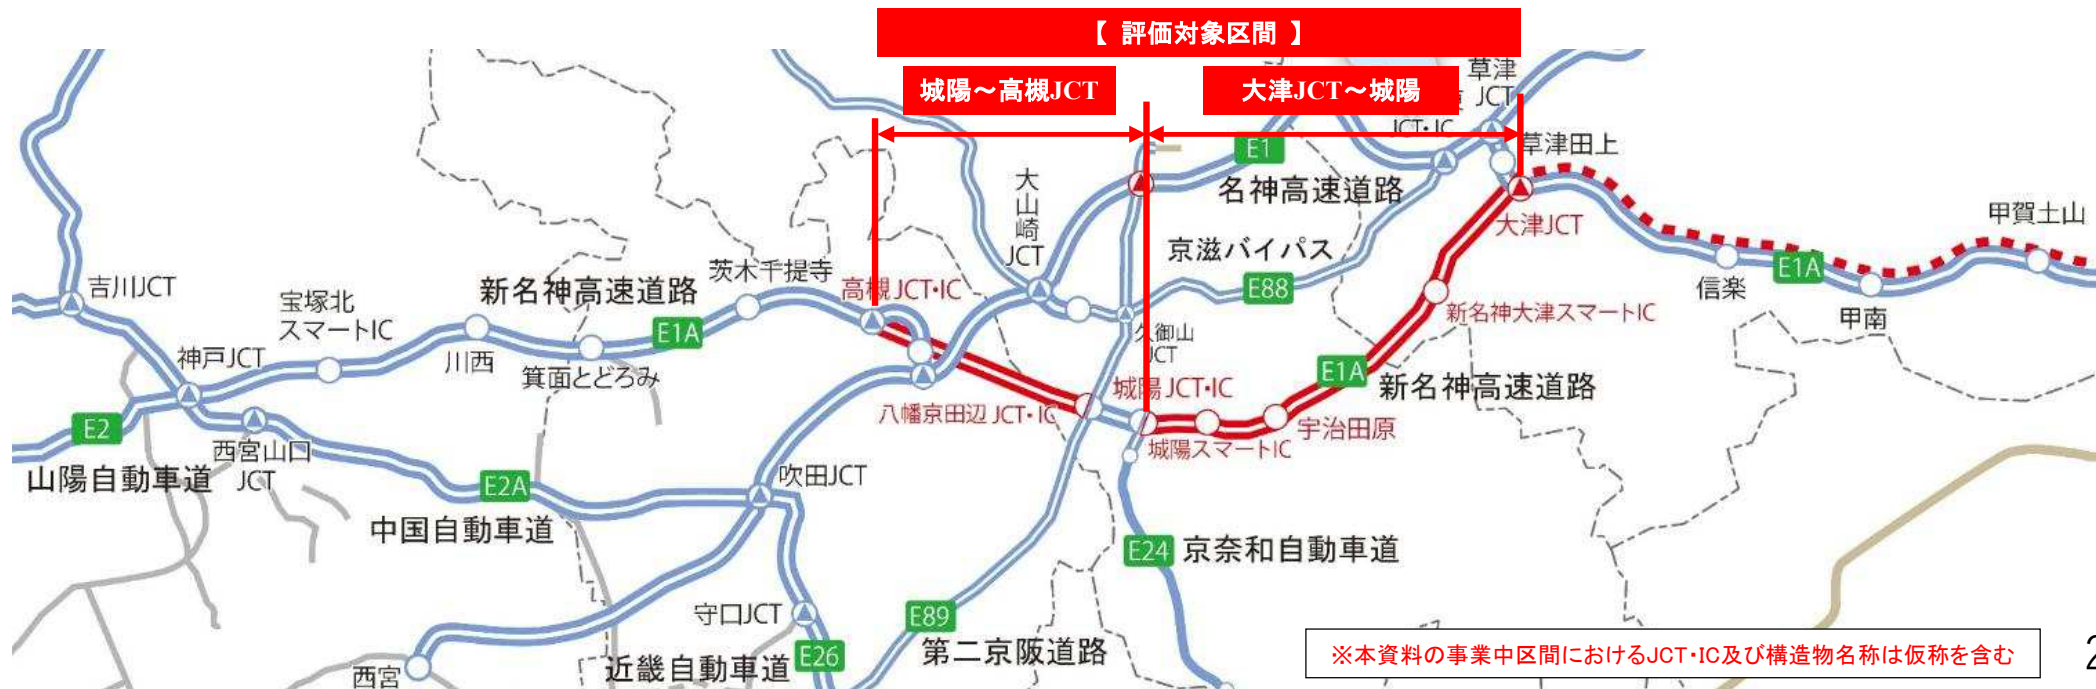 【 評価対象区間 】
城陽～高槻JCT
大津JCT～城陽
草津
JCT
JCT・IC
草津田上
E1
名神高速道路
大津JCT
甲賀土山
大山崎
JCT
京滋バイパス
E88
信楽
E1A
甲南
吉川JCT
宝塚北
スマートIC
新名神高速道路
茨木千提寺
高槻JCT・IC
E1A
神戸JCT
川西
箕面とどろみ
久御山
JCT
新名神大津スマートIC
E1A
新名神高速道路
城陽JCT・IC
八幡京田辺JCT・IC
城陽スマートIC
宇治田原
E2
山陽自動車道
西宮山口
JCT
E2A
中国自動車道
吹田JCT
E24
京奈和自動車道
守口JCT
E89
第二京阪道路
西宮
近畿自動車道
E26
※本資料の事業中区間におけるJCT・IC及び構造物名称は仮称を含む
2